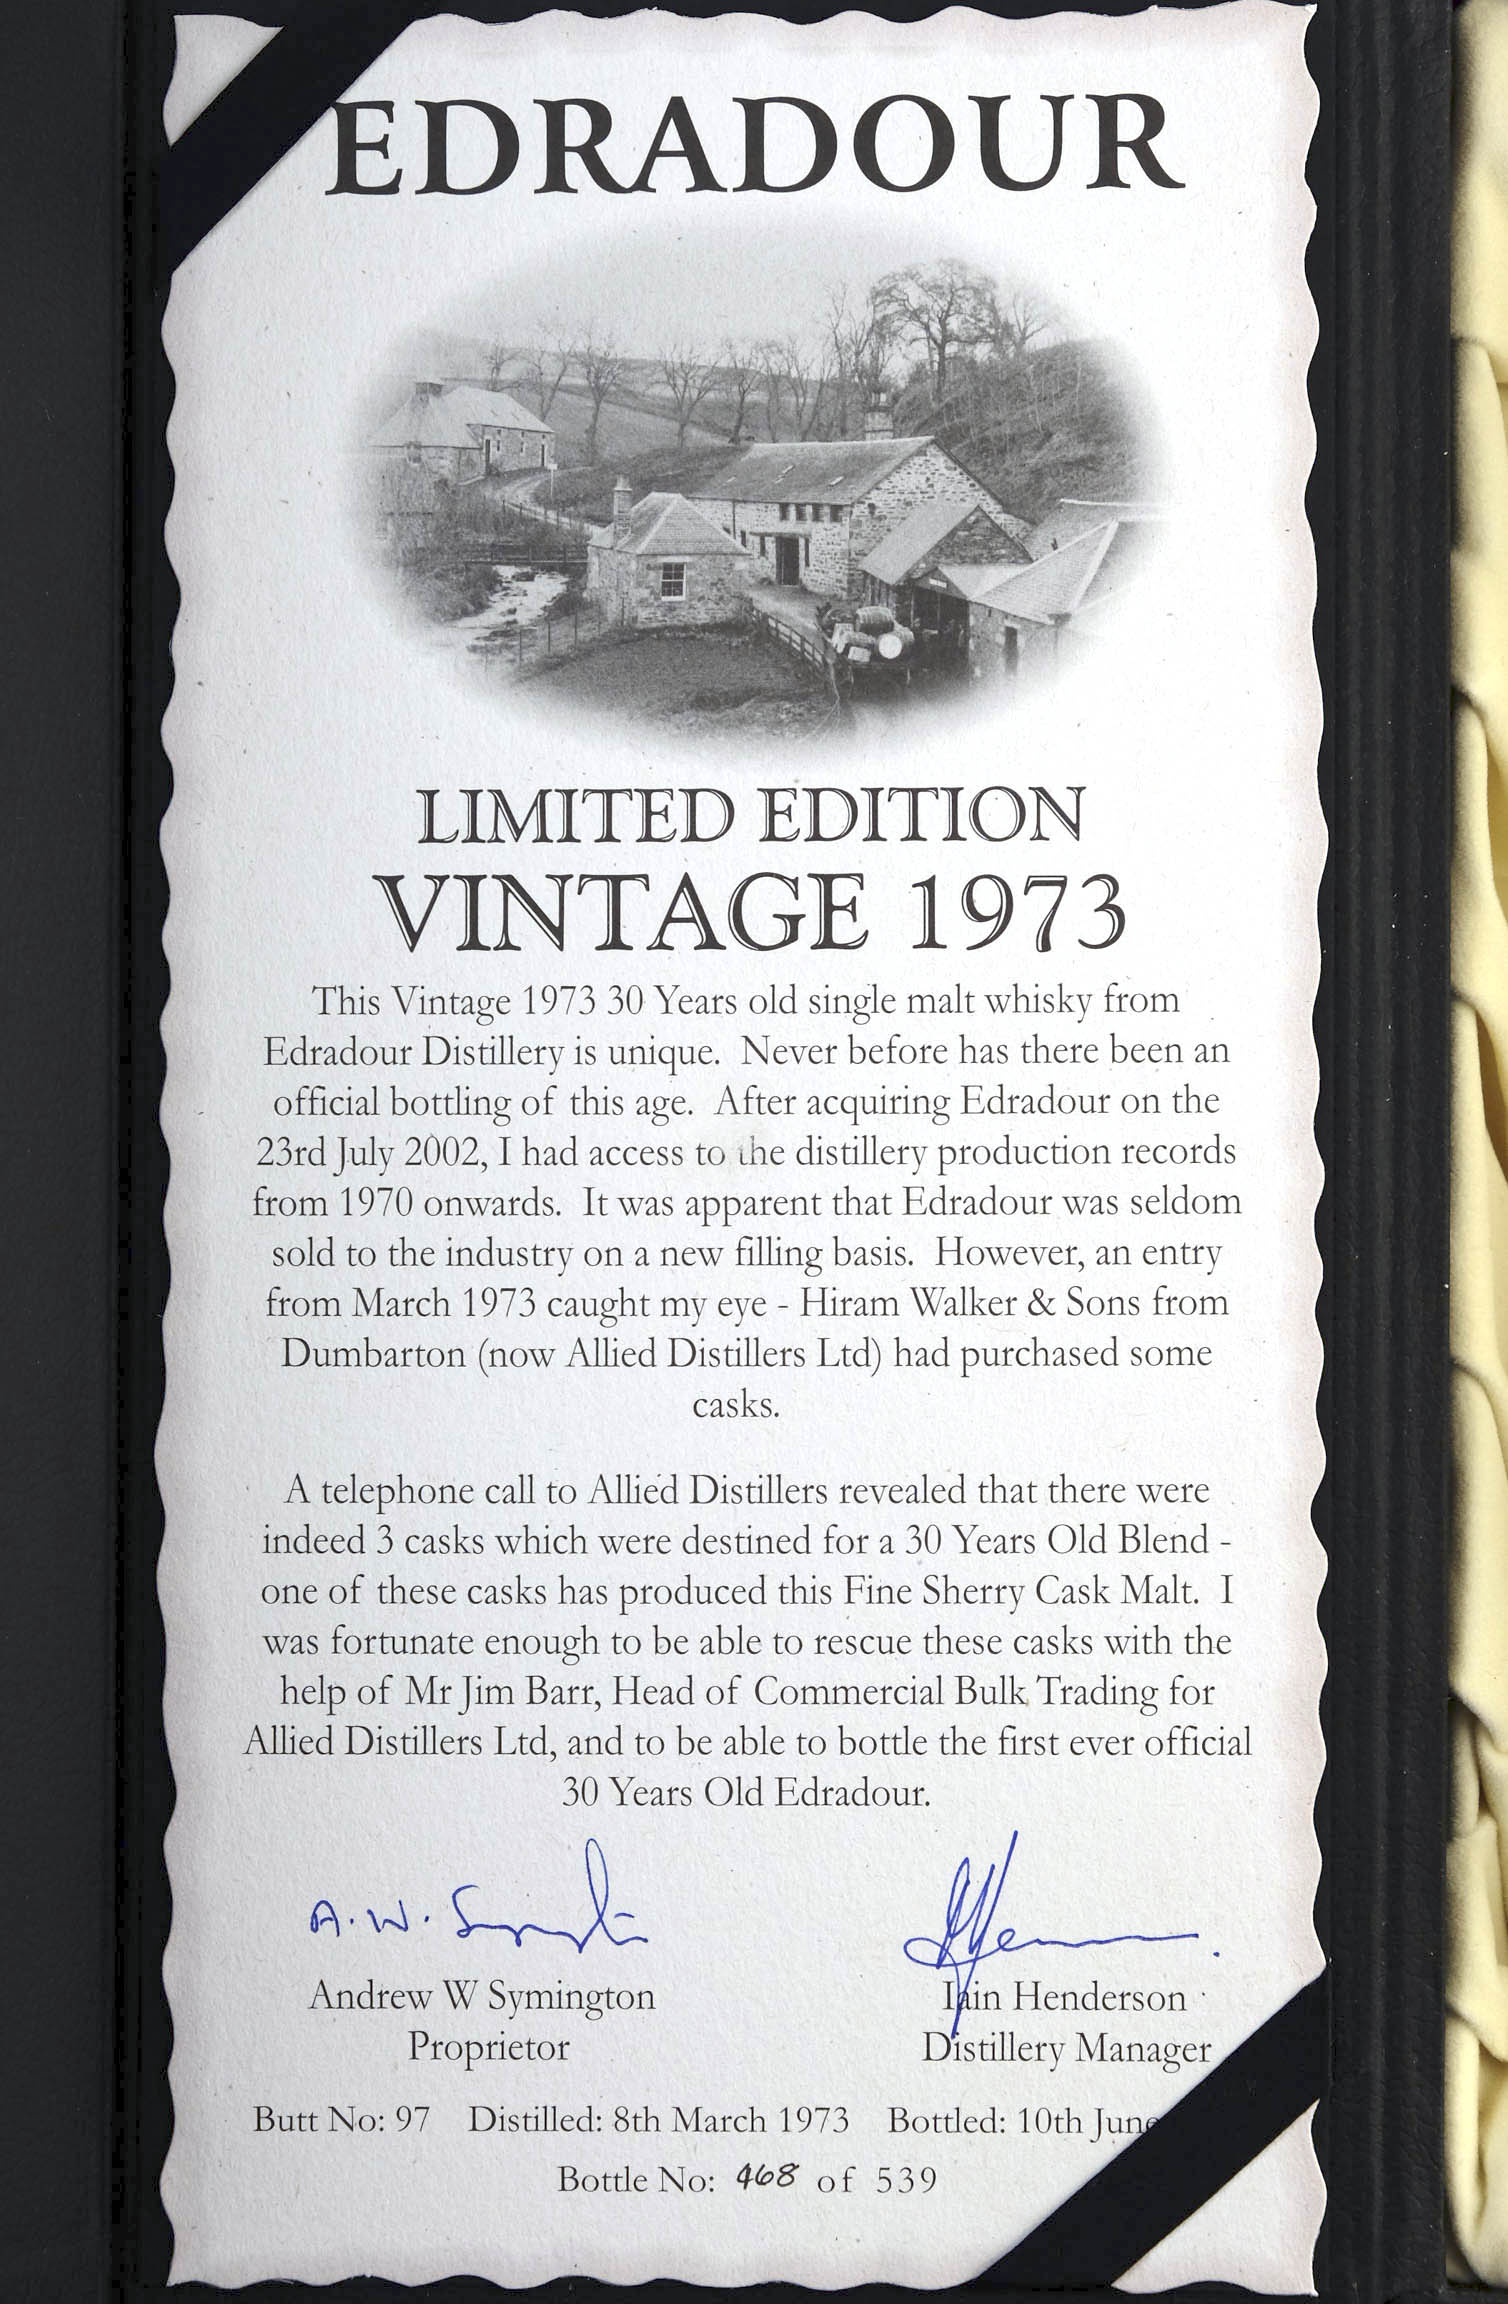 EDRADOUR
LIMITED EDITION
VINTAGE 1973
This Vintage 1973 30 Years old single malt whisky from
Edradour Distillery is unique. Never before has there been an
official bottling of this age. After acquiring Edradour on the
23rd July 2002, I had access to the distillery production records
from 1970 onwards. It was apparent that Edradour was seldom
sold to the industry on a new filling basis. However, an entry
from March 1973 caught my eye - Hiram Walker & Sons from
Dumbarton (now Allied Distillers Ltd) had purchased some
casks.
A telephone call to Allied Distillers revealed that there were
indeed 3 casks which were destined for a 30 Years Old Blend -
one of these casks has produced this Fine Sherry Cask Malt. I
was fortunate enough to be able to rescue these casks with the
help of Mr Jim Barr, Head of Commercial Bulk Trading for
Allied Distillers Ltd, and to be able to bottle the first ever official
30 Years Old Edradour.
A. W. Symington
Andrew W Symington
Proprietor
Iain Henderson
Distillery Manager
Butt No: 97 Distilled: 8th March 1973 Bottled: 10th June
Bottle No: 468 of 539